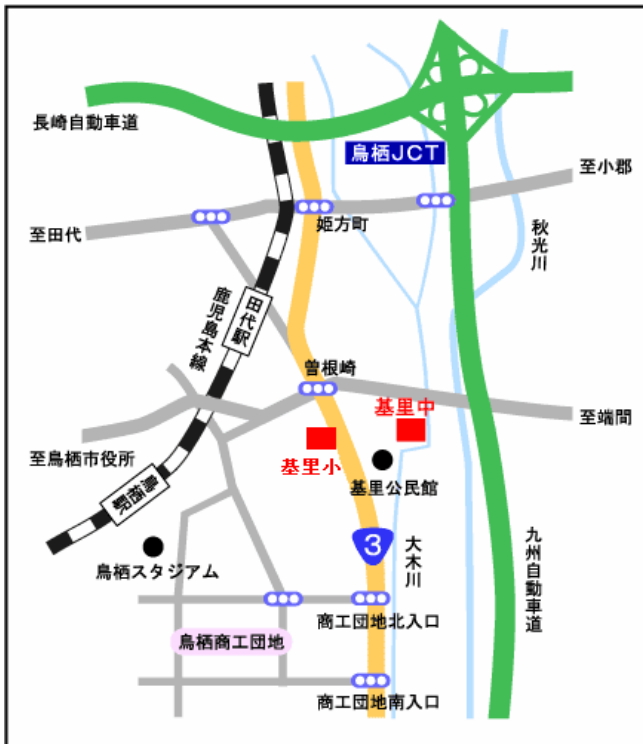 長崎自動車道
鳥栖JCT
至小郡
姫方町
至田代
秋光川
田代駅
鹿児島本線
曽根崎
基里中
至端間
至鳥栖市役所
基里小
基里公民館
鳥栖駅
3
大木川
九州自動車道
鳥栖スタジアム
商工団地北入口
鳥栖商工団地
商工団地南入口